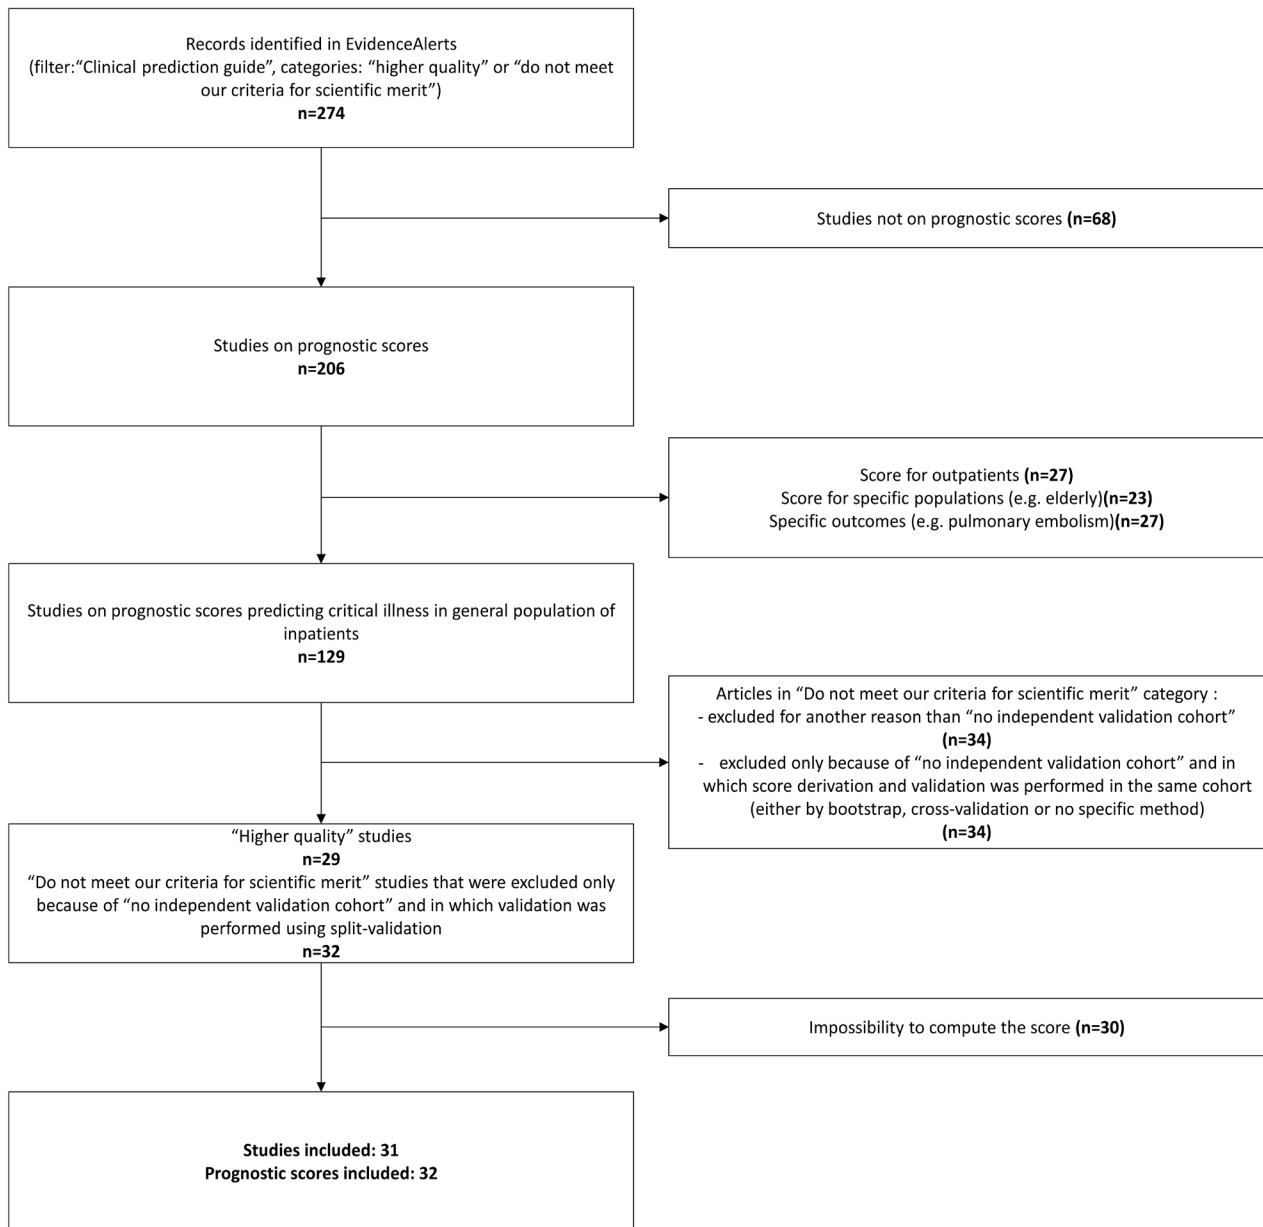 Records identified in EvidenceAlerts
(filter:“Clinical prediction guide”, categories: “higher quality” or “do not meet
our criteria for scientific merit”)
n=274
Studies not on prognostic scores (n=68)
Studies on prognostic scores
n=206
Score for outpatients (n=27)
Score for specific populations (e.g. elderly)(n=23)
Specific outcomes (e.g. pulmonary embolism)(n=27)
Studies on prognostic scores predicting critical illness in general population of
inpatients
n=129
Articles in “Do not meet our criteria for scientific merit” category :
- excluded for another reason than “no independent validation cohort”
(n=34)
- excluded only because of “no independent validation cohort” and in
which score derivation and validation was performed in the same cohort
(either by bootstrap, cross-validation or no specific method)
(n=34)
“Higher quality” studies
n=29
“Do not meet our criteria for scientific merit” studies that were excluded only
because of “no independent validation cohort” and in which validation was
performed using split-validation
n=32
Impossibility to compute the score (n=30)
Studies included: 31
Prognostic scores included: 32